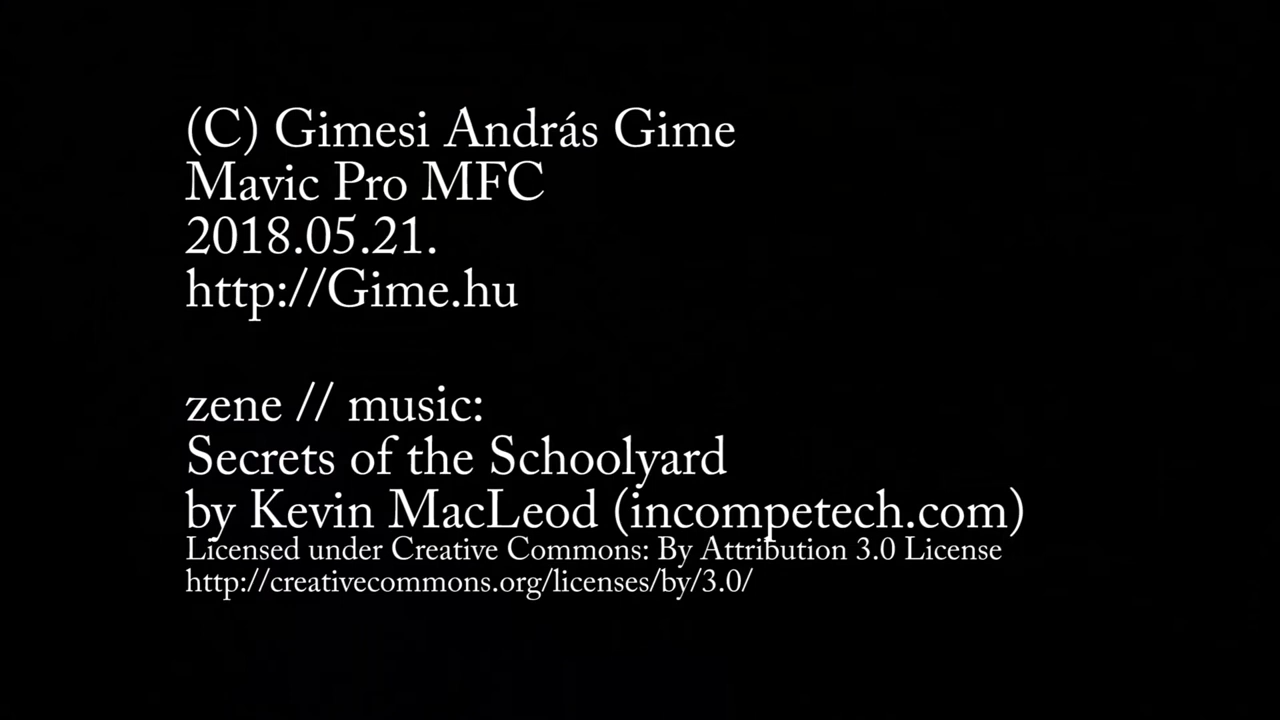 (C) Gimesi András Gime
Mavic Pro MFC
2018.05.21.
http://Gime.hu
zene // music:
Secrets of the Schoolyard
by Kevin MacLeod (incompetech.com)
Licensed under Creative Commons: By Attribution 3.0 License
http://creativecommons.org/licenses/by/3.0/